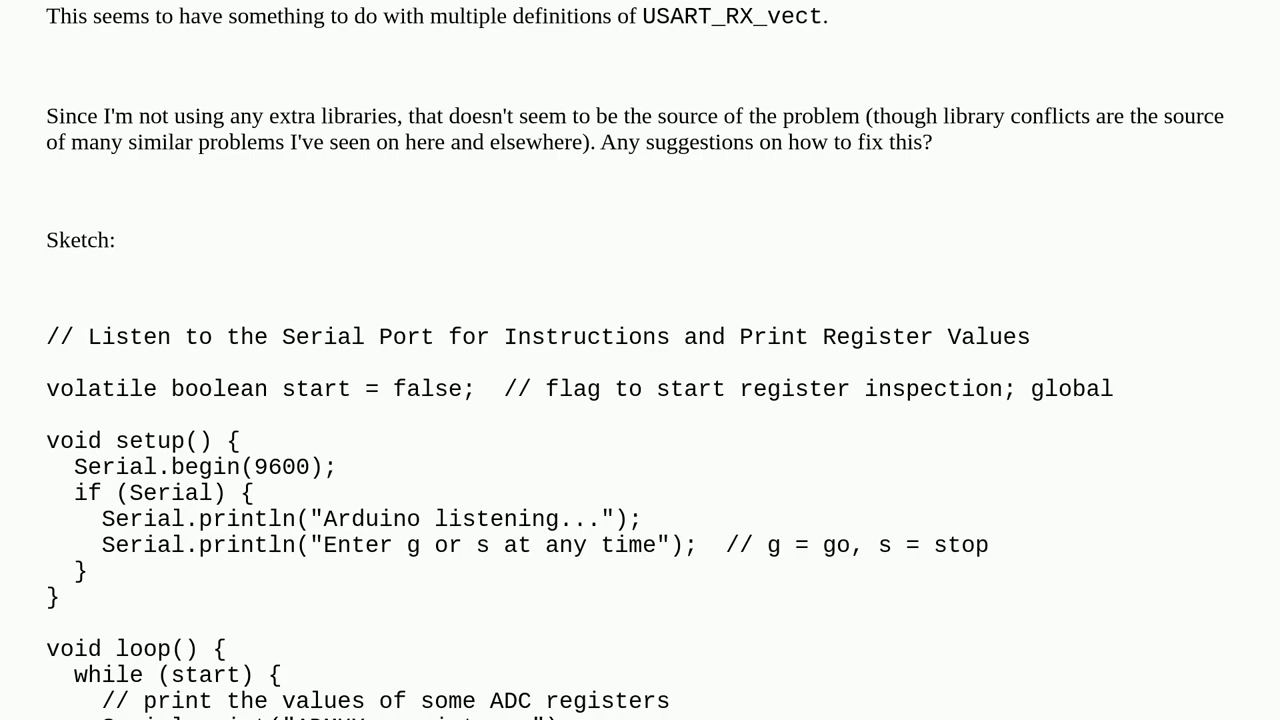 This seems to have something to do with multiple definitions of USART_RX_vect.
Since I'm not using any extra libraries, that doesn't seem to be the source of the problem (though library conflicts are the source
of many similar problems I've seen on here and elsewhere). Any suggestions on how to fix this?
Sketch:
// Listen to the Serial Port for Instructions and Print Register Values
volatile boolean start = false;  // flag to start register inspection; global
void setup() {
  Serial.begin(9600);
  if (Serial) {
    Serial.println("Arduino listening...");
    Serial.println("Enter g or s at any time");  // g = go, s = stop
  }
}
void loop() {
  while (start) {
    // print the values of some ADC registers